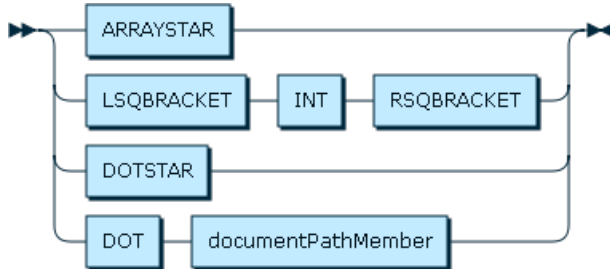 ARRAYSTAR
LSQBRACKET INT RSQBRACKET
DOTSTAR
DOT documentPathMember